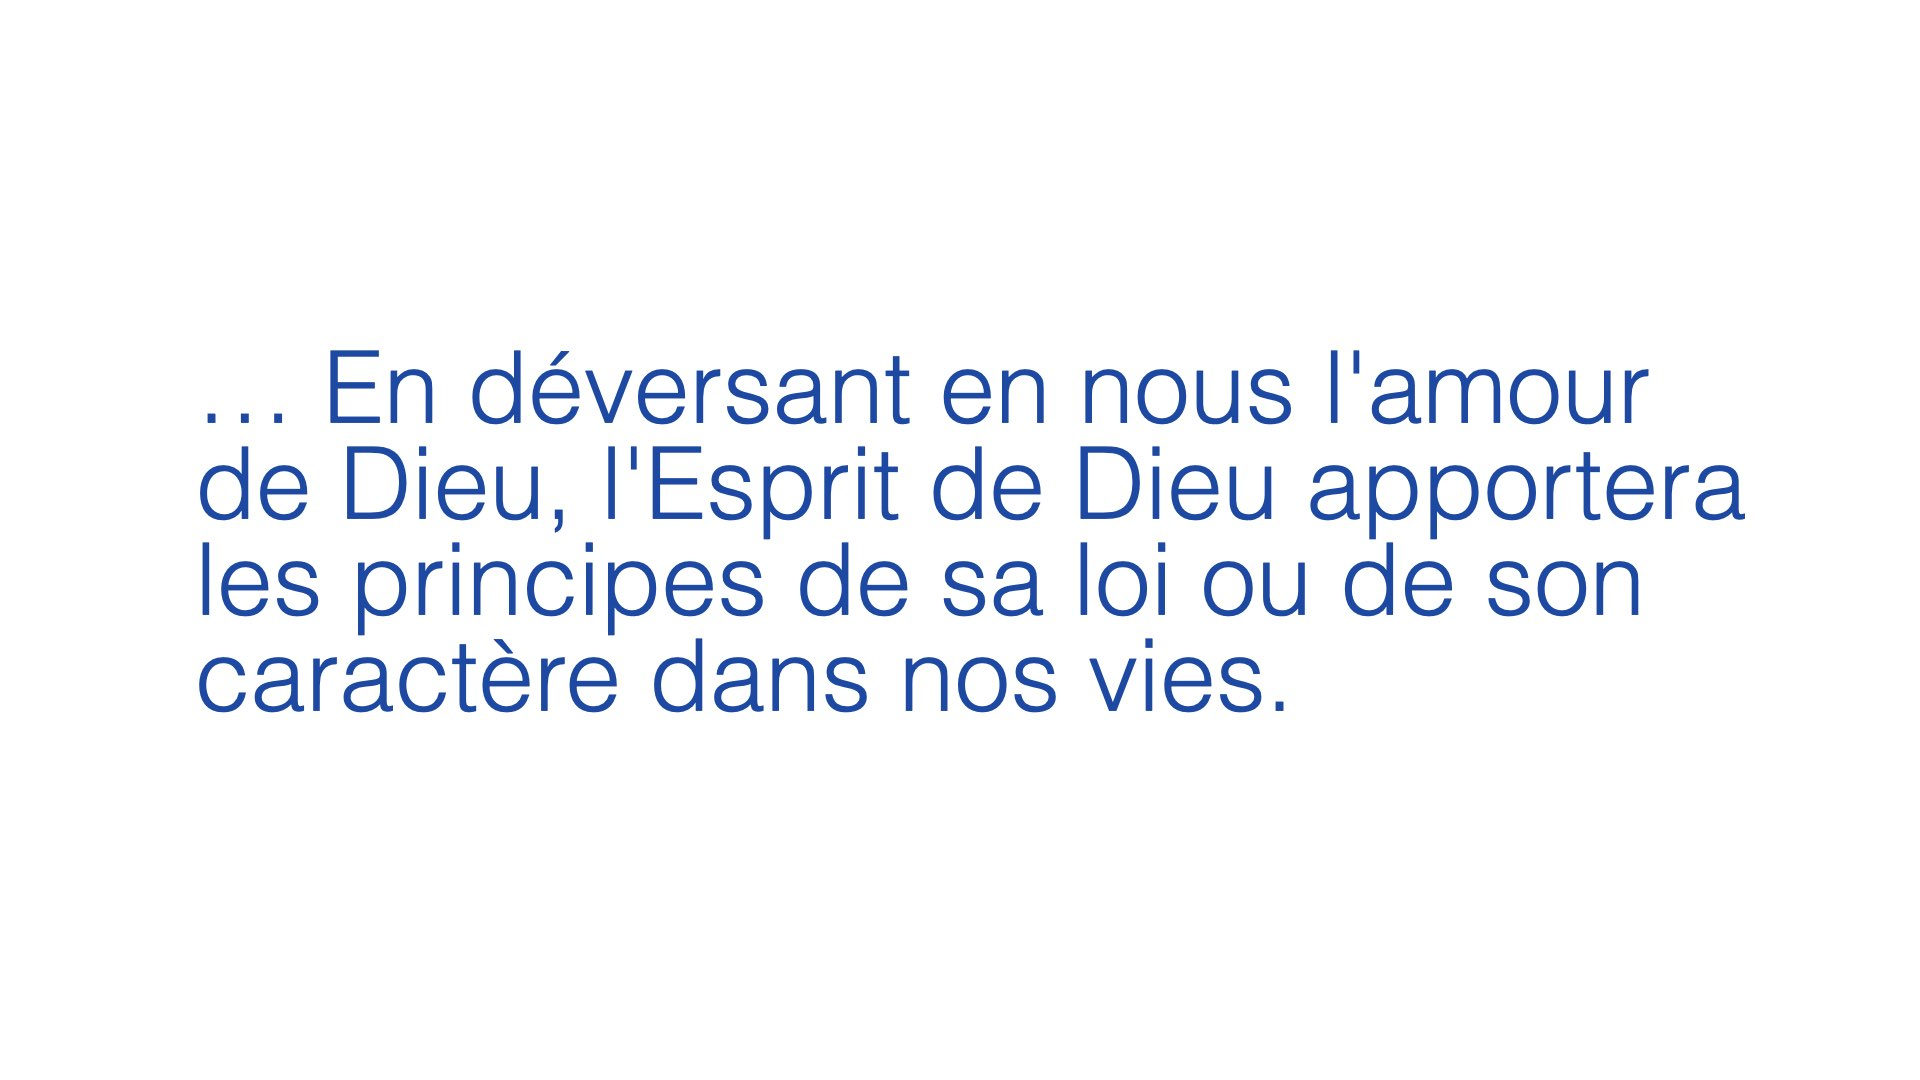 … En déversant en nous l'amour
de Dieu, l'Esprit de Dieu apportera
les principes de sa loi ou de son
caractère dans nos vies.